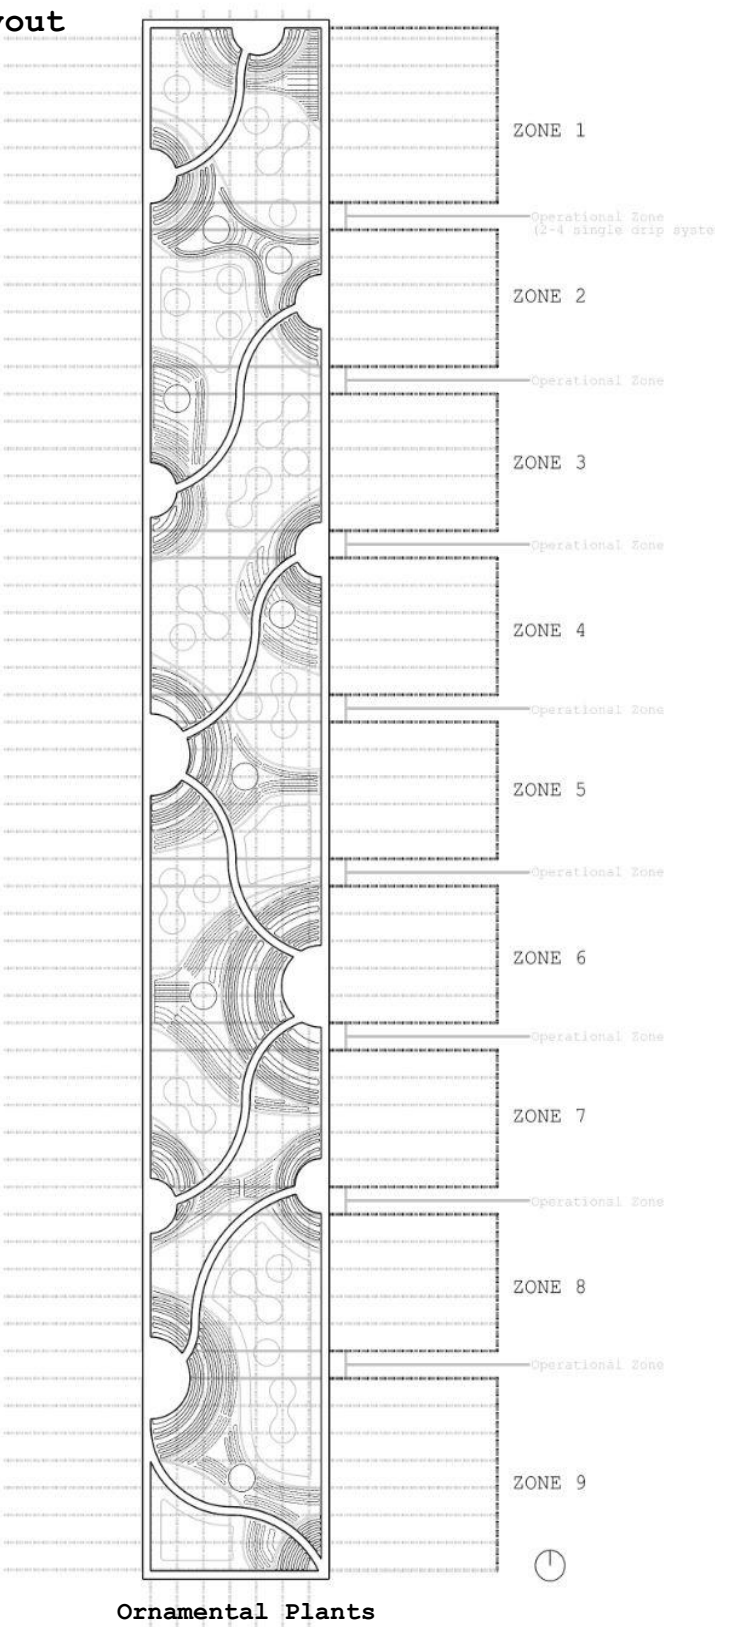 yout
ZONE 1
Operational Zone
(2-4 single drip syste
ZONE 2
Operational Zone
ZONE 3
Operational Zone
ZONE 4
Operational Zone
ZONE 5
Operational Zone
ZONE 6
Operational Zone
ZONE 7
Operational Zone
ZONE 8
Operational Zone
ZONE 9
Ornamental Plants